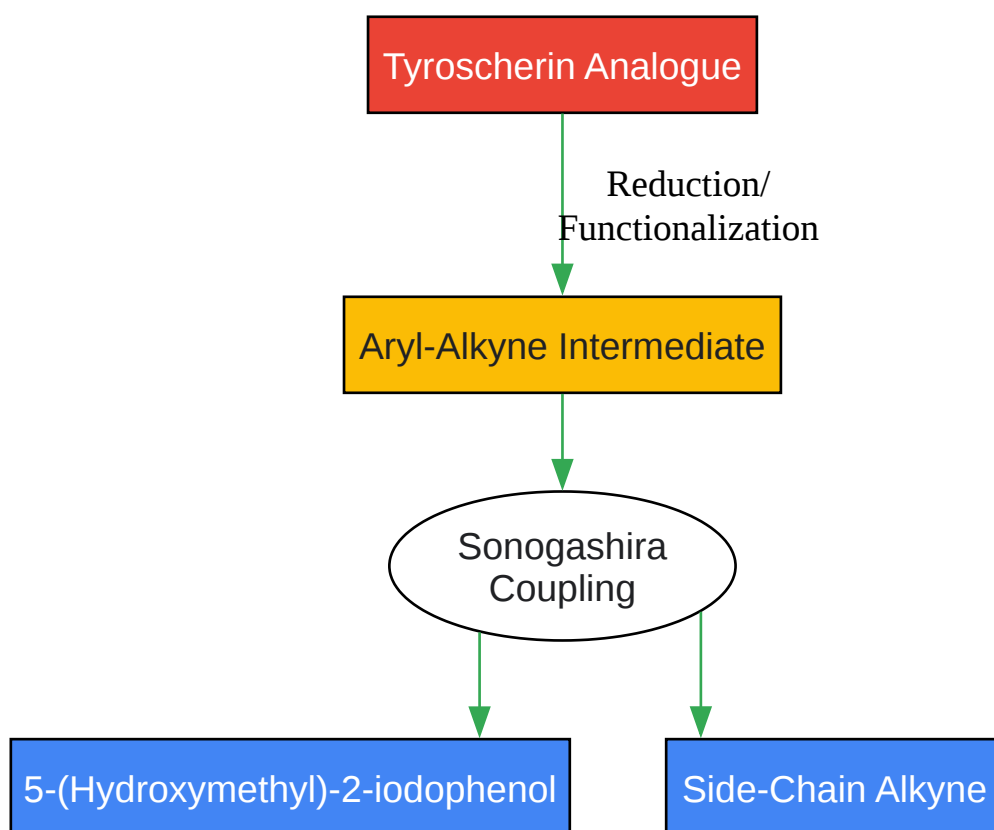 Tyroscherin Analogue
Reduction/
Functionalization
Aryl-Alkyne Intermediate
Sonogashira
Coupling
5-(Hydroxymethyl)-2-iodophenol
Side-Chain Alkyne